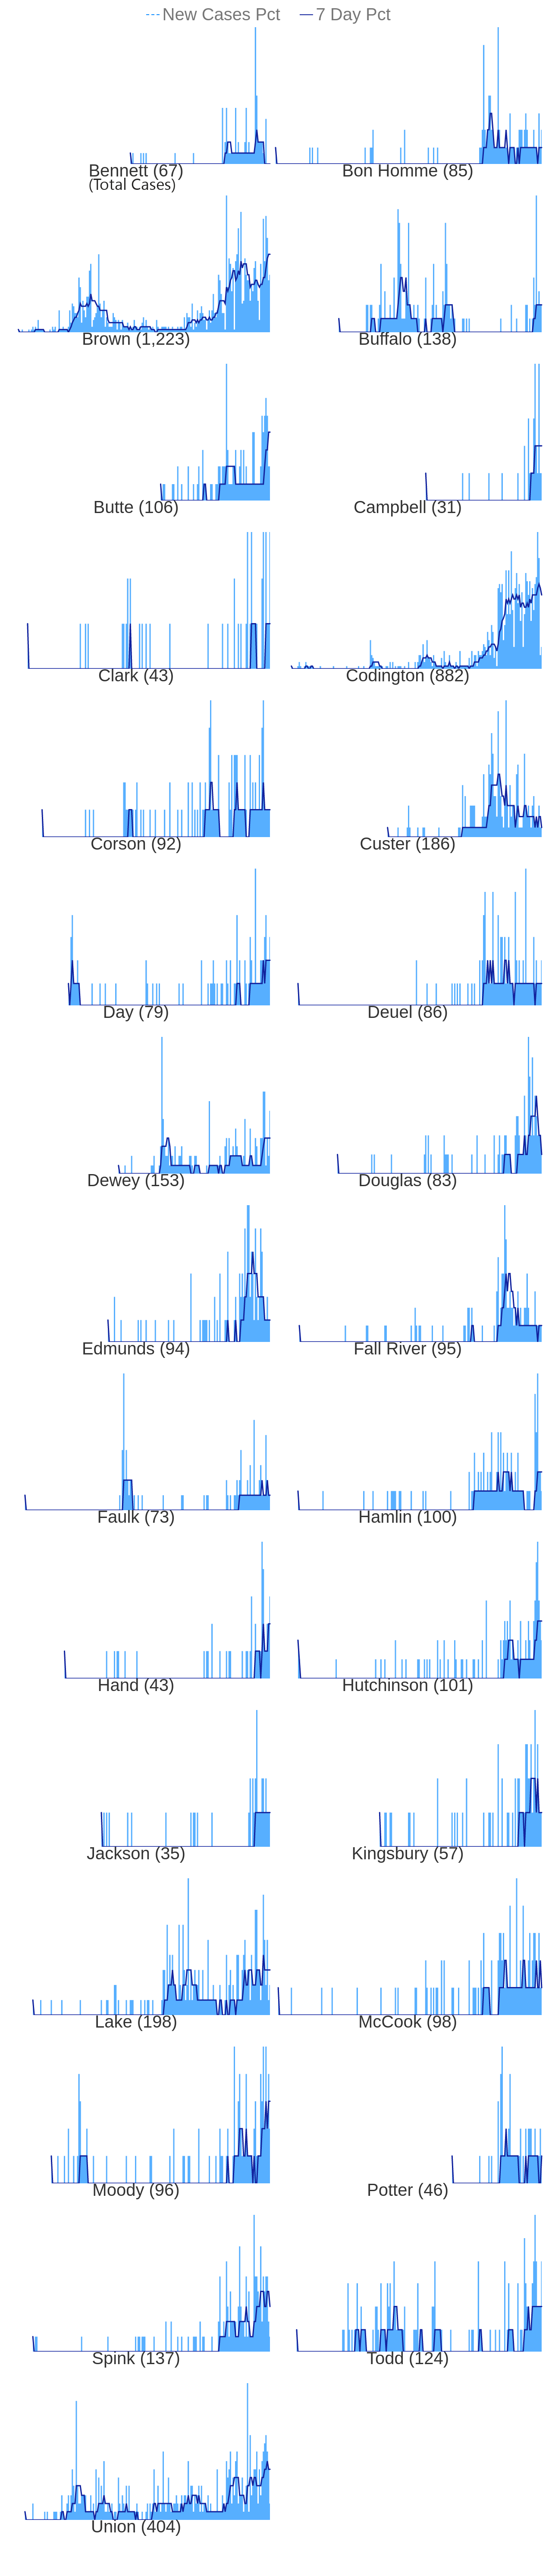 New Cases Pct 7 Day Pct
Bennett (67) Bon Homme (85)
(Total Cases)
Brown (1,223) Buffalo (138)
Butte (106) Campbell (31)
Clark (43) Codington (882)
Corson (92) Custer (186)
Day (79) Deuel (86)
Dewey (153) Douglas (83)
Edmunds (94) Fall River (95)
Faulk (73) Hamlin (100)
Hand (43) Hutchinson (101)
Jackson (35) Kingsbury (57)
Lake (198) McCook (98)
Moody (96) Potter (46)
Spink (137) Todd (124)
Union (404)